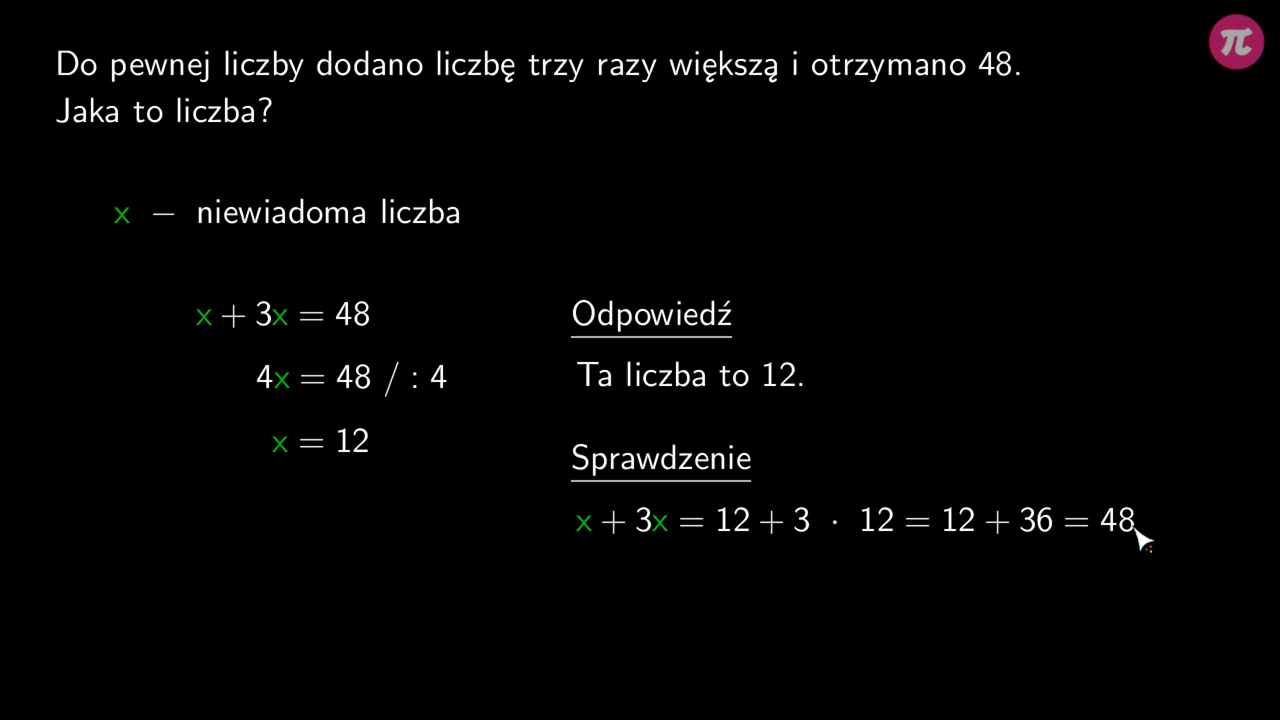 Do pewnej liczby dodano liczbę trzy razy większą i otrzymano 48.
Jaka to liczba?
π
x − niewiadoma liczba
x + 3x = 48
4x = 48 / : 4
x = 12
Odpowiedź
Ta liczba to 12.
Sprawdzenie
x + 3x = 12 + 3 · 12 = 12 + 36 = 48